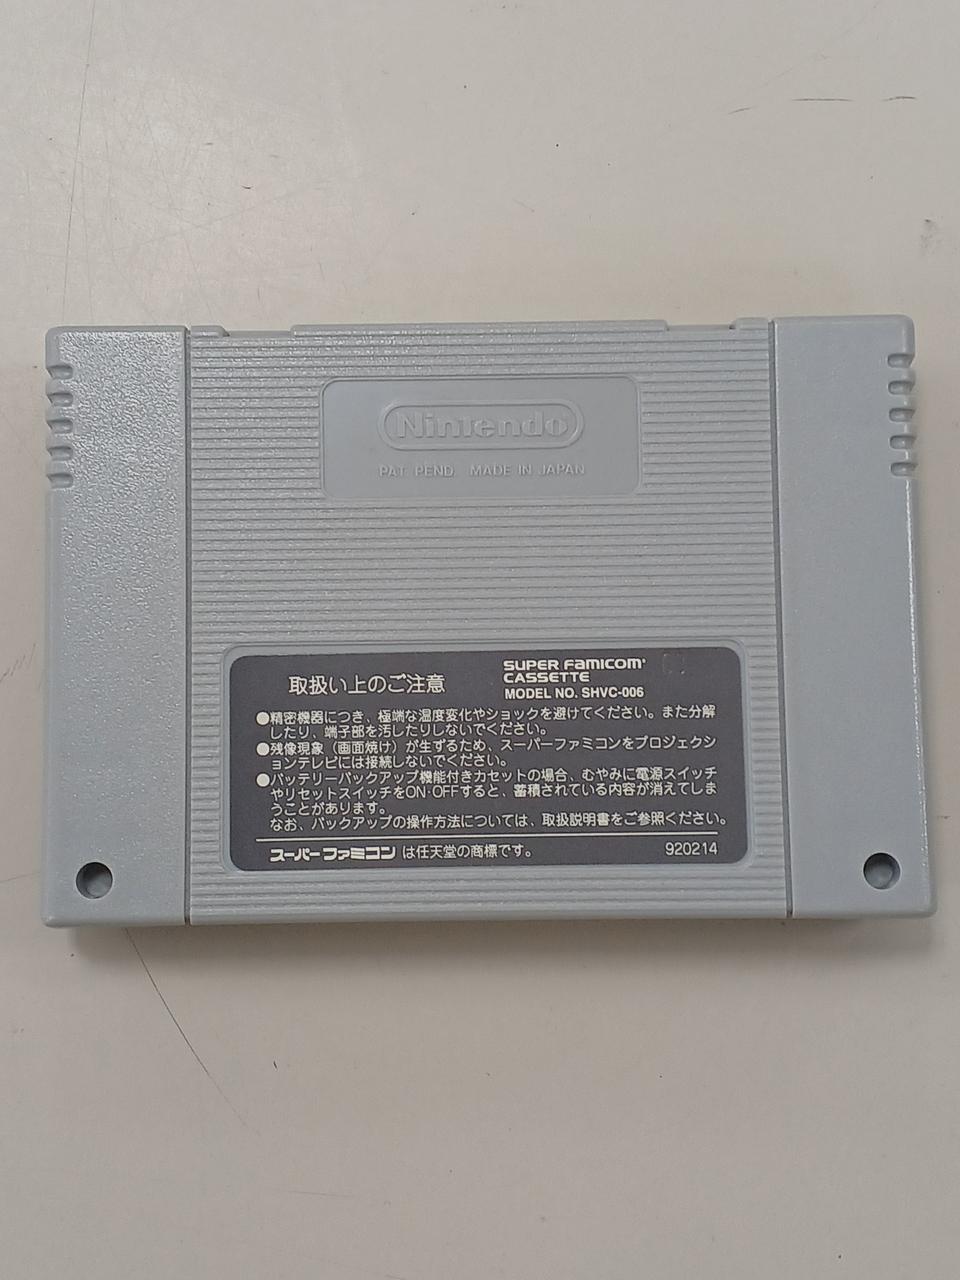 Nintendo
PAT. PEND. MADE IN JAPAN
取扱い上のご注意
SUPER FAMICOM
CASSETTE
MODEL NO. SHVC-006
●精密機器につき、極端な温度変化やショックを避けてください。また分解
したり、端子部を汚したりしないでください。
●残像現象(画面焼け)が生ずるため、スーパーファミコンをプロジェクシ
ョンテレビには接続しないでください。
●バッテリーバックアップ機能付きカセットの場合、むやみに電源スイッチ
やリセットスイッチをON·OFFすると、蓄積されている内容が消えてしま
うことがあります。
なお、バックアップの操作方法については、取扱説明書をご参照ください。
スーパーファミコン は任天堂の商標です。
920214